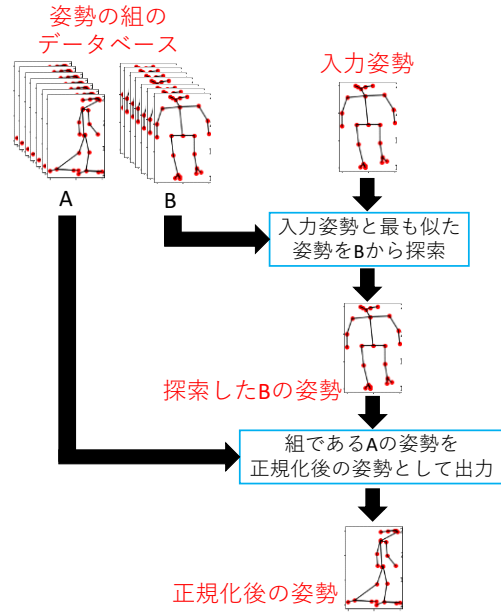 姿勢の組の
データベース
A
B
入力姿勢
入力姿勢と最も似た
姿勢をBから探索
探索したBの姿勢
組であるAの姿勢を
正規化後の姿勢として出力
正規化後の姿勢